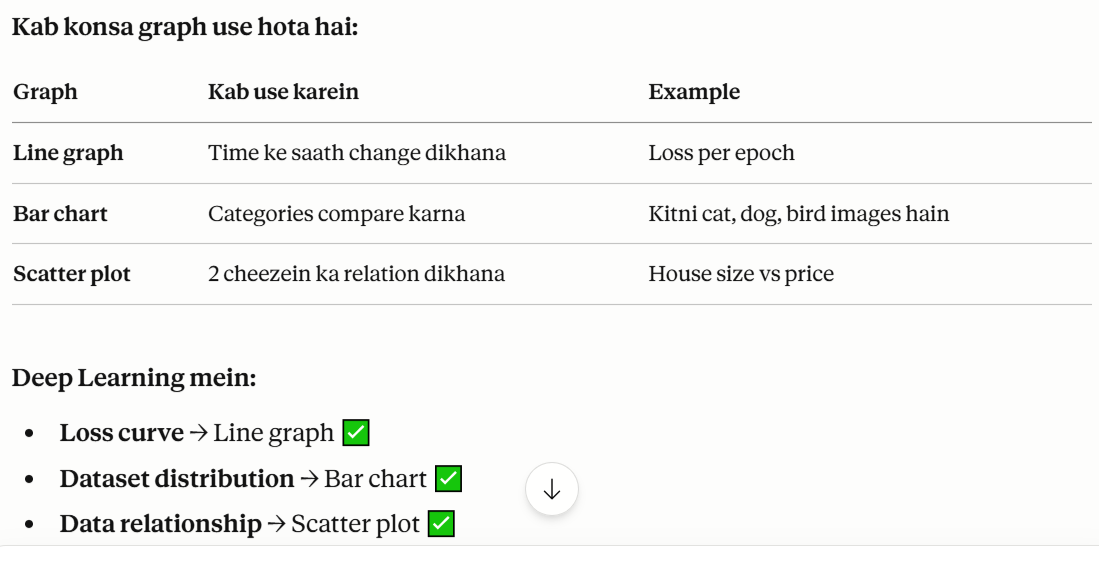 Kab konsa graph use hota hai:
Graph Kab use karein Example
Line graph Time ke saath change dikhana Loss per epoch
Bar chart Categories compare karna Kitni cat, dog, bird images hain
Scatter plot 2 cheezein ka relation dikhana House size vs price
Deep Learning mein:
• Loss curve → Line graph ✅
• Dataset distribution → Bar chart ✅
• Data relationship → Scatter plot ✅